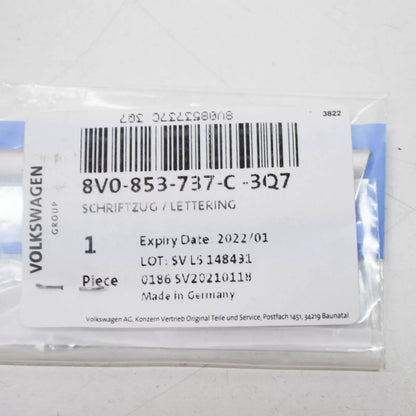 8V0853737C 3Q7
3822
VOLKSWAGEN
GROUP
8V0-853-737-C -3Q7
SCHRIFTZUG / LETTERING
1
Piece
Expiry Date: 2022/01
LOT: SV LS 148431
0186 SV20210118
Made in Germany
Volkswagen AG, Konzern Vertrieb Original Teile und Service, Postfach 1451, 34219 Baunatal